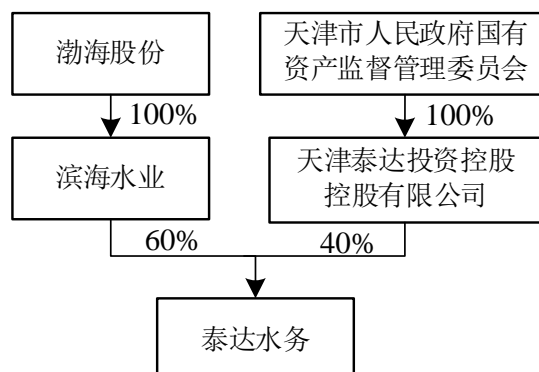 渤海股份
天津市人民政府国有
资产监督管理委员会
100%
100%
滨海水业
天津泰达投资控股
控股有限公司
60%
40%
泰达水务